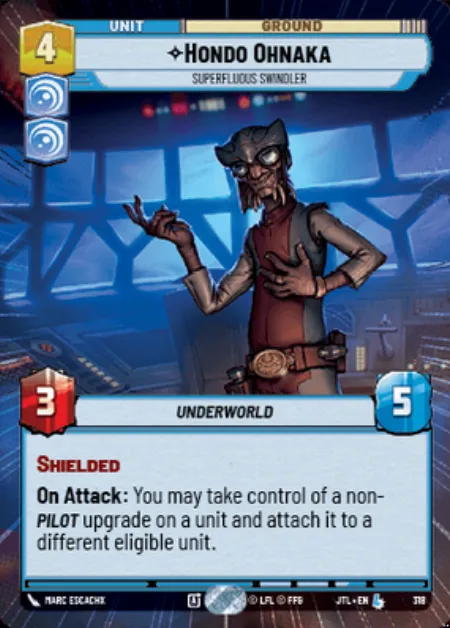 UNIT GROUND
4
✧HONDO OHNAKA
SUPERFLUOUS SWINDLER
3
UNDERWORLD
5
SHIELDED
On Attack: You may take control of a non-
PILOT upgrade on a unit and attach it to a
different eligible unit.
MARC ESCACHX © LFL © FFG JTL • EN 318